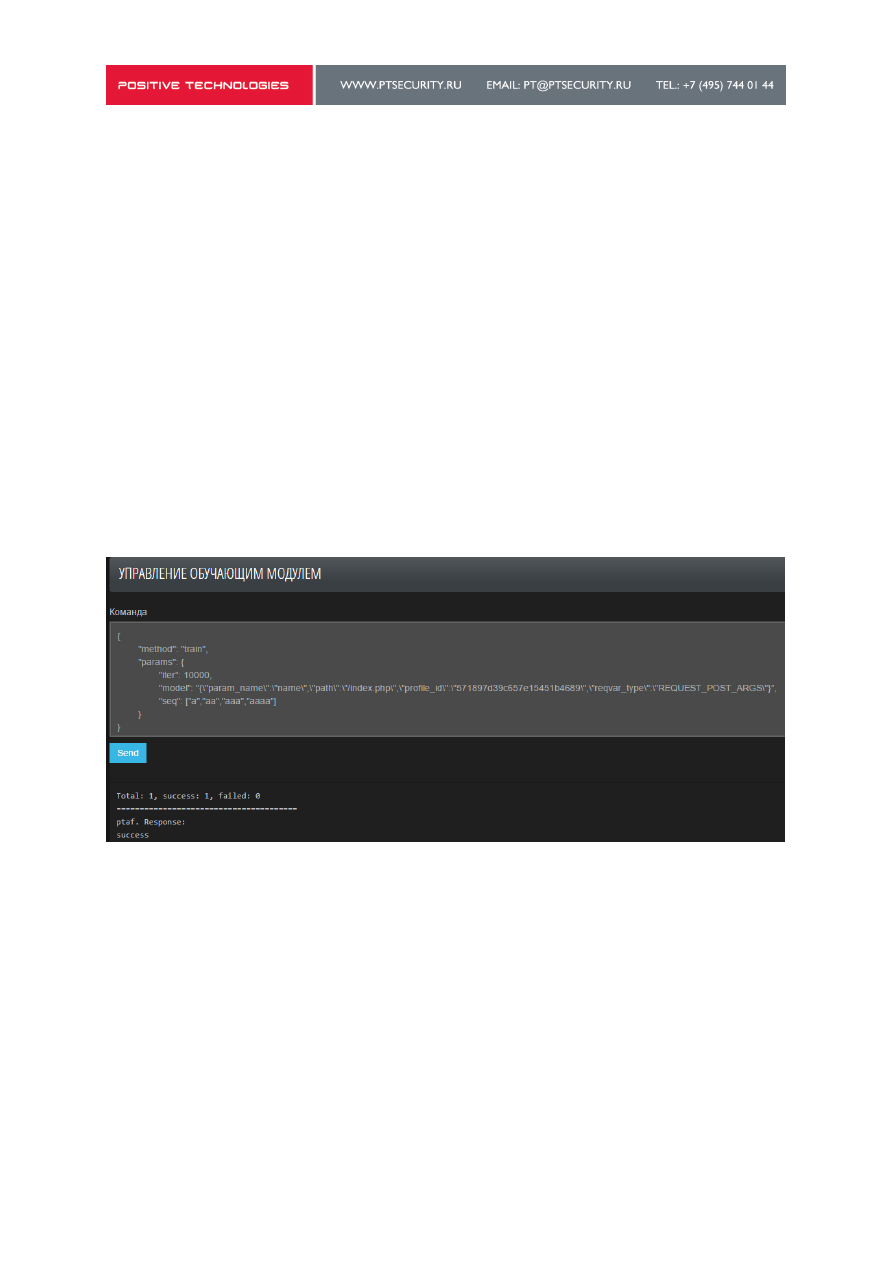 POSITIVE TECHNOLOGIES WWW.PTSECURITY.RU EMAIL: PT@PTSECURITY.RU TEL.: +7 (495) 744 01 44
УПРАВЛЕНИЕ ОБУЧАЮЩИМ МОДУЛЕМ
Команда
{
"method": "train",
"params": {
"iter": 10000,
"model": "{\"param_name\":\"name\",\"path\":\"/index.php\",\"profile_id\":\"571897d39c657e15451b4689\",\"reqvar_type\":\"REQUEST_POST_ARGS\"}",
"seq": ["a","aa","aaa","aaaa"]
}
}
Send
Total: 1, success: 1, failed: 0
----------------------------------------
ptaf. Response:
success